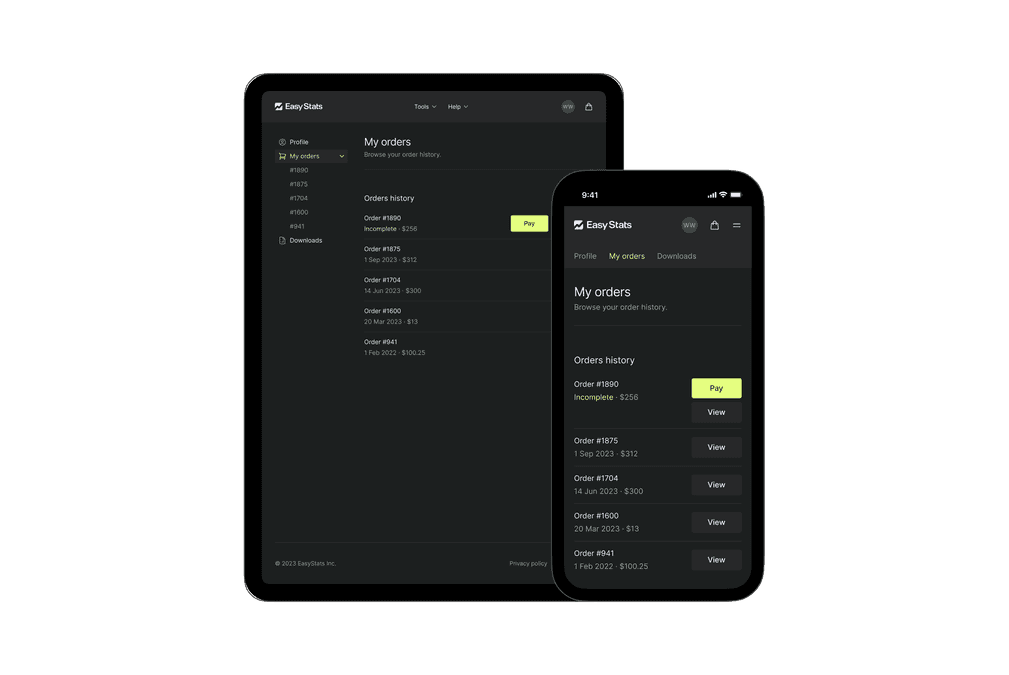 EasyStats
Tools
Help
WW
Profile
My orders
#1890
#1875
#1704
#1600
#941
Downloads
My orders
Browse your order history.
Orders history
Order #1890
Incomplete · $256
Pay
Order #1875
1 Sep 2023 · $312
Order #1704
14 Jun 2023 · $300
Order #1600
20 Mar 2023 · $13
Order #941
1 Feb 2022 · $100.25
© 2023 EasyStats Inc.
Privacy policy
9:41
EasyStats
WW
Profile My orders Downloads
My orders
Browse your order history.
Orders history
Order #1890
Incomplete · $256
Pay
View
Order #1875
1 Sep 2023 · $312
View
Order #1704
14 Jun 2023 · $300
View
Order #1600
20 Mar 2023 · $13
View
Order #941
1 Feb 2022 · $100.25
View